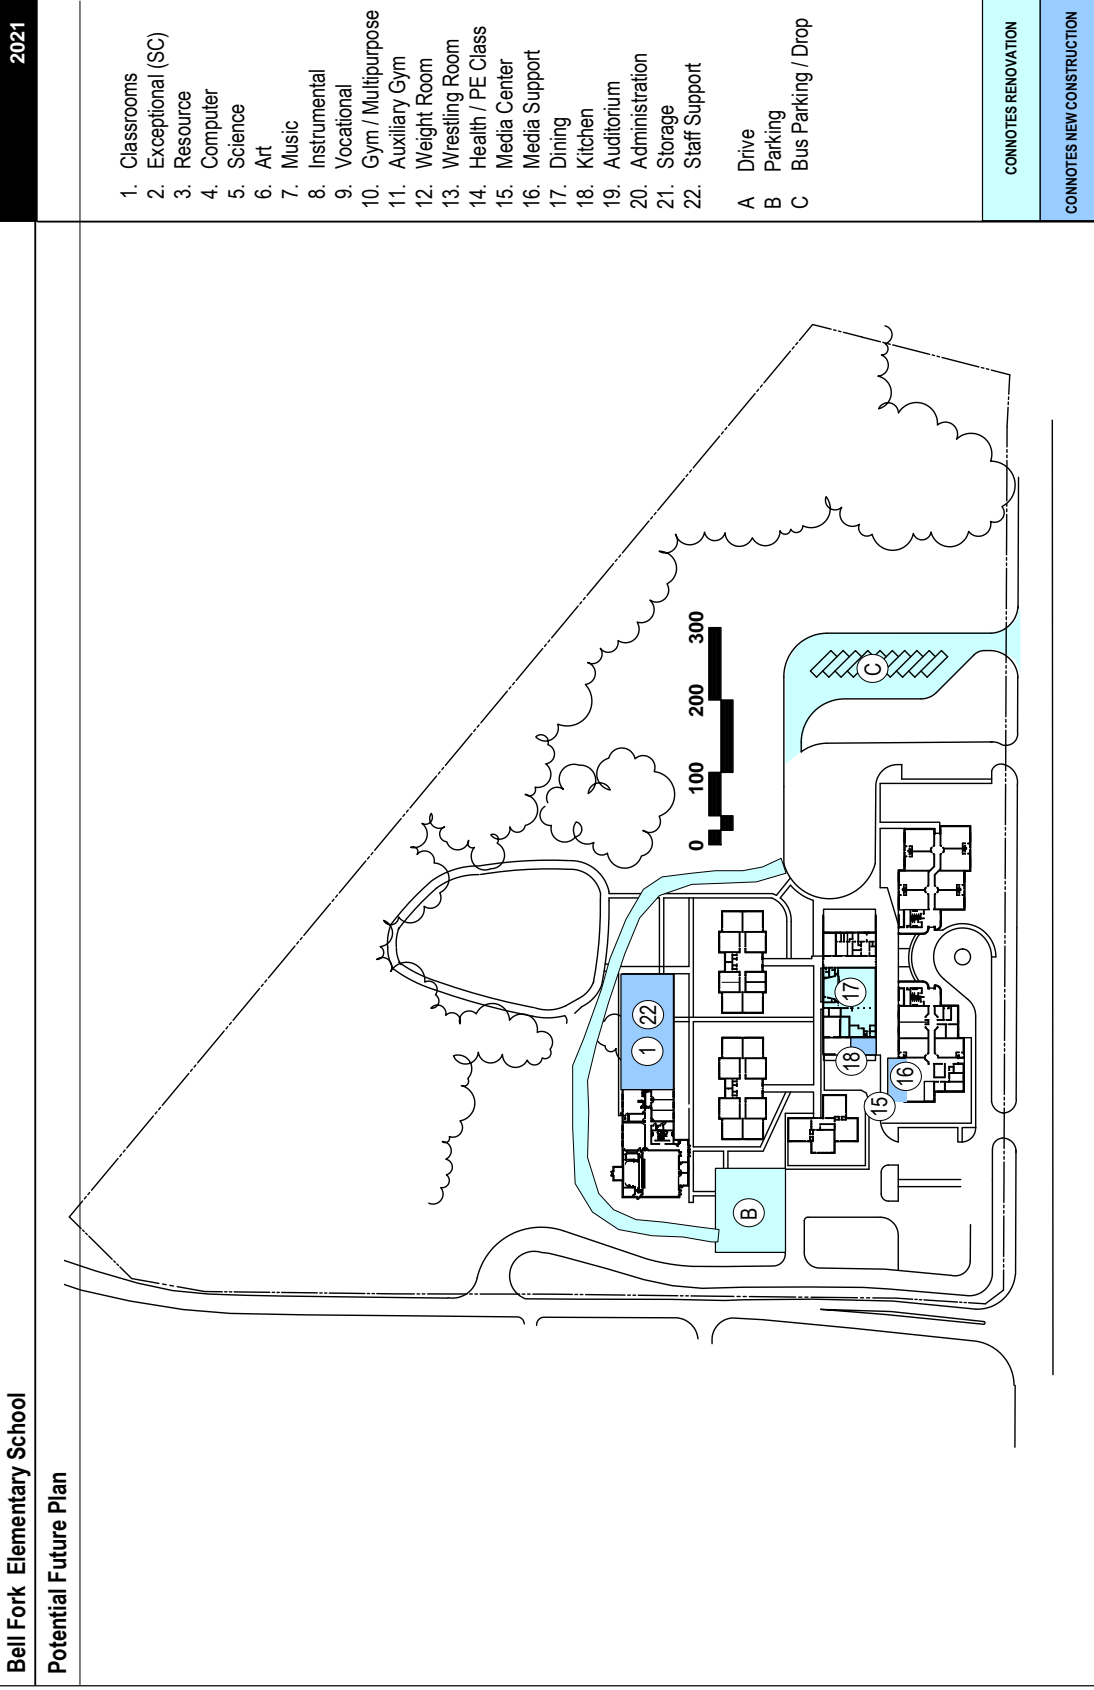 Bell Fork Elementary School
2021
Potential Future Plan
1. Classrooms
2. Exceptional (SC)
3. Resource
4. Computer
5. Science
6. Art
7. Music
8. Instrumental
9. Vocational
10. Gym / Multipurpose
11. Auxiliary Gym
12. Weight Room
13. Wrestling Room
14. Health / PE Class
15. Media Center
16. Media Support
17. Dining
18. Kitchen
19. Auditorium
20. Administration
21. Storage
22. Staff Support
A Drive
B Parking
C Bus Parking / Drop
CONNOTES RENOVATION
CONNOTES NEW CONSTRUCTION
1
22
0 100 200 300
B
C
18
17
15
16